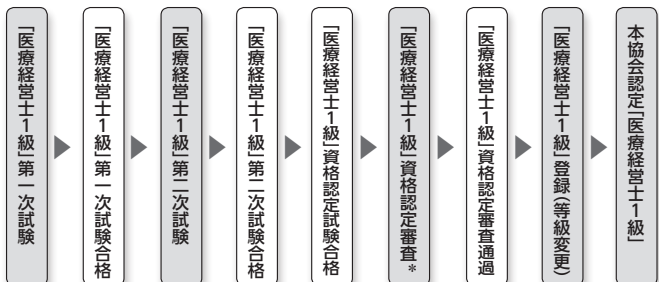 「医療経営士1級」第一次試験
「医療経営士1級」第一次試験合格
「医療経営士1級」第二次試験
「医療経営士1級」第二次試験合格
「医療経営士1級」資格認定試験合格
「医療経営士1級」資格認定審査*
「医療経営士1級」資格認定審査通過
「医療経営士1級」登録(等級変更)
本協会認定「医療経営士1級」